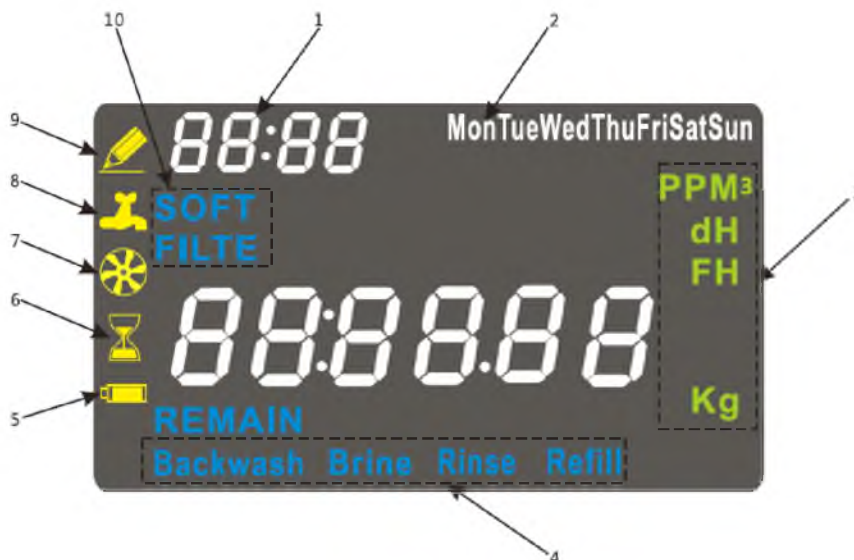 10 1 2
9
88:88 MonTueWedThuFriSatSun
8
SOFT PPM³
7
FILTE dH
FH
6
88:88.88
5
Kg
REMAIN
Backwash Brine Rinse Refill
4